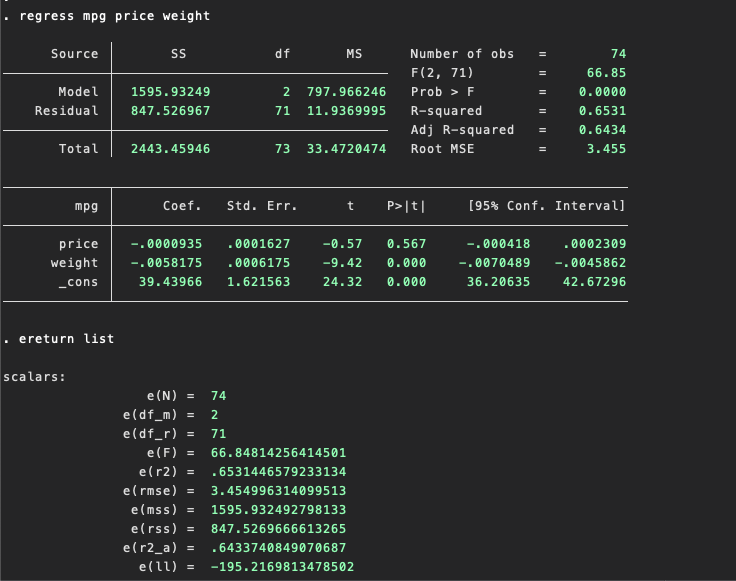 . regress mpg price weight
Source SS df MS Number of obs = 74
F(2, 71) = 66.85
Model 1595.93249 2 797.966246 Prob > F = 0.0000
Residual 847.526967 71 11.9369995 R-squared = 0.6531
Adj R-squared = 0.6434
Total 2443.45946 73 33.4720474 Root MSE = 3.455
mpg Coef. Std. Err. t P>|t| [95% Conf. Interval]
price -.0000935 .0001627 -0.57 0.567 -.000418 .0002309
weight -.0058175 .0006175 -9.42 0.000 -.0070489 -.0045862
_cons 39.43966 1.621563 24.32 0.000 36.20635 42.67296
. ereturn list
scalars:
e(N) = 74
e(df_m) = 2
e(df_r) = 71
e(F) = 66.84814256414501
e(r2) = .6531446579233134
e(rmse) = 3.454996314099513
e(mss) = 1595.932492798133
e(rss) = 847.5269666613265
e(r2_a) = .6433740849070687
e(ll) = -195.2169813478502